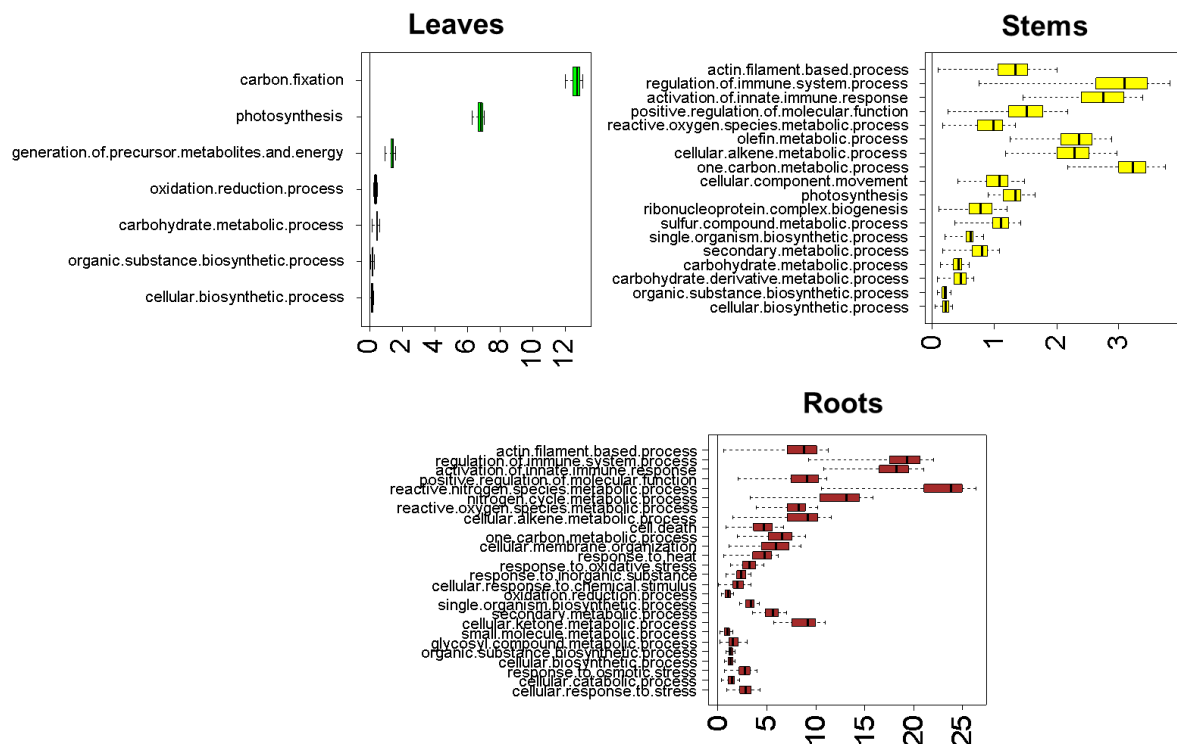 Leaves
carbon.fixation
photosynthesis
generation.of.precursor.metabolites.and.energy
oxidation.reduction.process
carbohydrate.metabolic.process
organic.substance.biosynthetic.process
cellular.biosynthetic.process
0 2 4 6 8 10 12
Stems
actin.filament.based.process
regulation.of.immune.system.process
activation.of.innate.immune.response
positive.regulation.of.molecular.function
reactive.oxygen.species.metabolic.process
olefin.metabolic.process
cellular.alkene.metabolic.process
one.carbon.metabolic.process
cellular.component.movement
photosynthesis
ribonucleoprotein.complex.biogenesis
sulfur.compound.metabolic.process
single.organism.biosynthetic.process
secondary.metabolic.process
carbohydrate.metabolic.process
carbohydrate.derivative.metabolic.process
organic.substance.biosynthetic.process
cellular.biosynthetic.process
0 1 2 3
Roots
actin.filament.based.process
regulation.of.immune.system.process
activation.of.innate.immune.response
positive.regulation.of.molecular.function
reactive.nitrogen.species.metabolic.process
nitrogen.cycle.metabolic.process
reactive.oxygen.species.metabolic.process
cellular.alkene.metabolic.process
cell.death
one.carbon.metabolic.process
cellular.membrane.organization
response.to.heat
response.to.oxidative.stress
response.to.inorganic.substance
cellular.response.to.chemical.stimulus
oxidation.reduction.process
single.organism.biosynthetic.process
secondary.metabolic.process
cellular.ketone.metabolic.process
small.molecule.metabolic.process
glycosyl.compound.metabolic.process
organic.substance.biosynthetic.process
cellular.biosynthetic.process
response.to.osmotic.stress
cellular.catabolic.process
cellular.response.to.stress
0 5 10 15 20 25